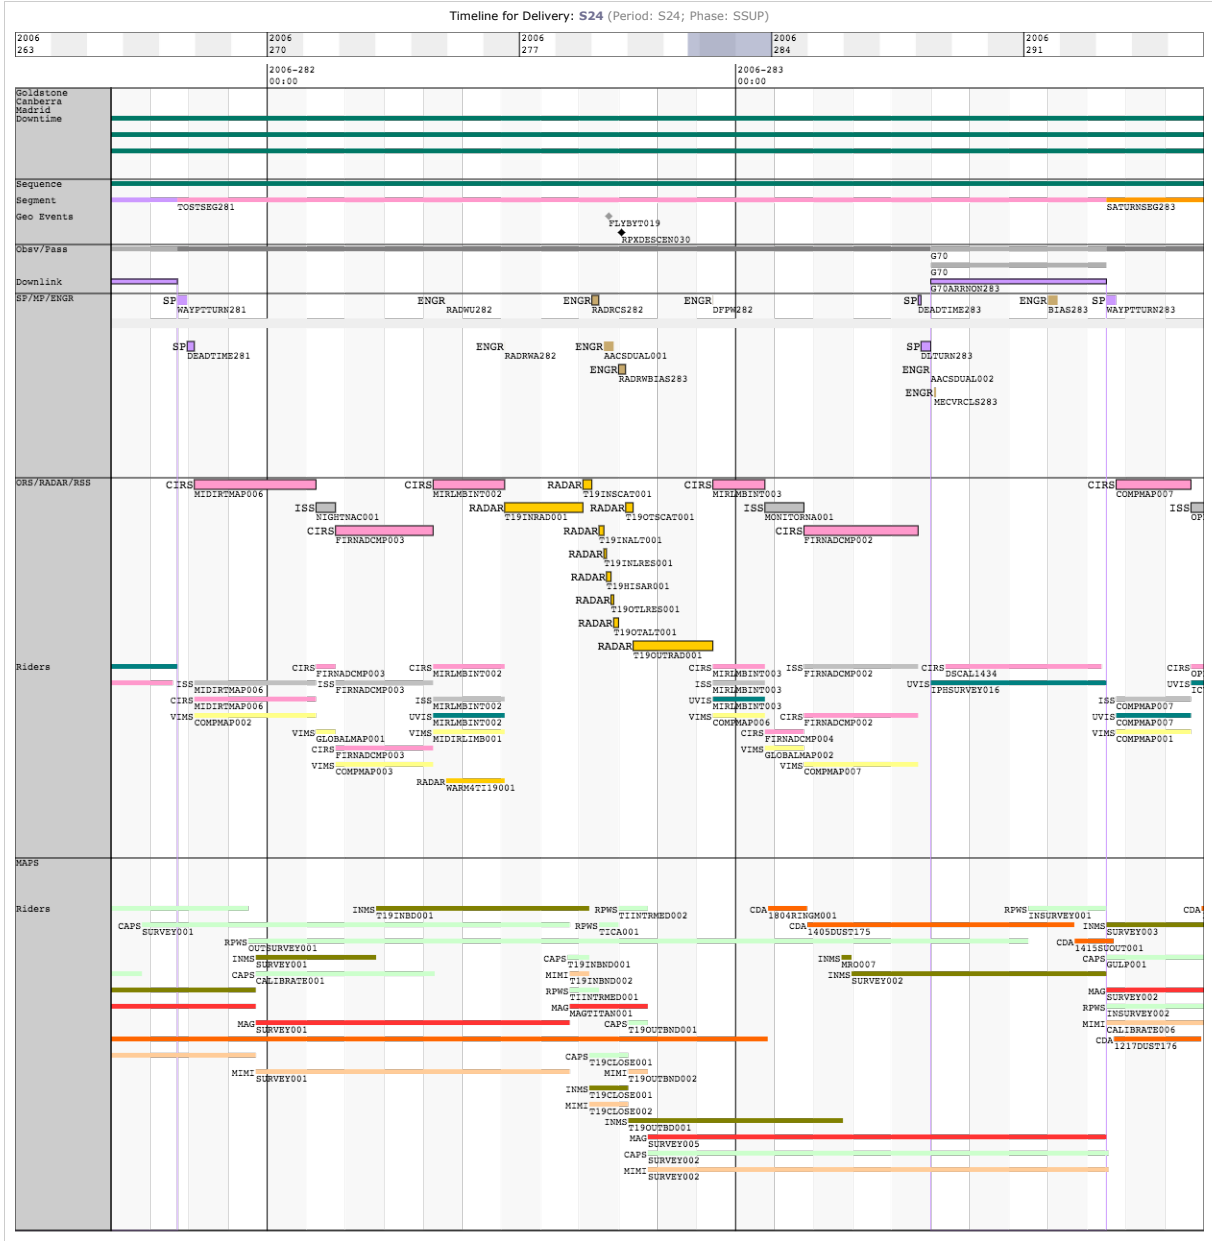 Timeline for Delivery: S24 (Period: S24; Phase: SSUP)
2006 2006 2006 2006 2006
263 270 277 284 291
2006-282 2006-283
00:00 00:00
Goldstone
Canberra
Madrid
Downtime
Sequence
Segment
TOSTSEG281 SATURNSEG283
Geo Events
FLYBYT019
RPXDESCEN030
Obsv/Pass
G70
G70
Downlink
G70ARRNON283
SP/MP/ENGR SP ENGR ENGR ENGR SP ENGR SP
WAYPTTURN281 RADWU282 RADRCS282 DFPW282 DEADTIME283 BIAS283 WAYPTTURN283
SP ENGR ENGR SP
DEADTIME281 RADRWA282 AACSDUAL001 DLTURN283
ENGR ENGR
RADRWBIAS283 AACSDUAL002
ENGR
MECVRCLS283
ORS/RADAR/RSS CIRS CIRS RADAR CIRS CIRS
MIDIRTMAP006 MIRLMBINT002 T19INSCAT001 MIRLMBINT003 COMPMAP007
ISS RADAR RADAR ISS ISS
NIGHTNAC001 T19INRAD001 T19OTSCAT001 MONITORNA001 OP
CIRS RADAR CIRS
FIRNADCMP003 T19INALT001 FIRNADCMP002
RADAR
T19INLRES001
RADAR
T19HISAR001
RADAR
T19OTLRES001
RADAR
T19OTALT001
RADAR
T19OUTRAD001
Riders CIRS CIRS CIRS ISS CIRS CIRS
FIRNADCMP003 MIRLMBINT002 MIRLMBINT003 FIRNADCMP002 DSCAL1434 OP
ISS ISS ISS UVIS UVIS
MIDIRTMAP006 FIRNADCMP003 MIRLMBINT003 IPHSURVEY016 IC
CIRS ISS UVIS ISS
MIDIRTMAP006 MIRLMBINT002 MIRLMBINT003 COMPMAP007
VIMS UVIS VIMS CIRS UVIS
COMPMAP002 MIRLMBINT002 COMPMAP006 FIRNADCMP002 COMPMAP007
VIMS VIMS CIRS VIMS
GLOBALMAP001 MIDIRLIMB001 FIRNADCMP004 COMPMAP001
CIRS VIMS
FIRNADCMP003 GLOBALMAP002
VIMS VIMS
COMPMAP003 COMPMAP007
RADAR
WARM4TI19001
MAPS
Riders INMS RPWS CDA RPWS CDA
T19INBD001 TIINTRMED002 1804RINGM001 INSURVEY001
CAPS RPWS CDA INMS
SURVEY001 TICA001 1405DUST175 SURVEY003
RPWS CDA
OUTSURVEY001 1415SUOUT001
INMS CAPS INMS CAPS
SURVEY001 T19INBND001 MRO007 GULP001
CAPS MIMI INMS
CALIBRATE001 T19INBND002 SURVEY002
RPWS MAG
TIINTRMED001 SURVEY002
MAG RPWS
MAGTITAN001 INSURVEY002
MAG CAPS MIMI
SURVEY001 T19OUTBND001 CALIBRATE006
CDA
1217DUST176
CAPS
T19CLOSE001
MIMI MIMI
SURVEY001 T19OUTBND002
INMS
T19CLOSE001
MIMI
T19CLOSE002
INMS
T19OUTBD001
MAG
SURVEY005
CAPS
SURVEY002
MIMI
SURVEY002